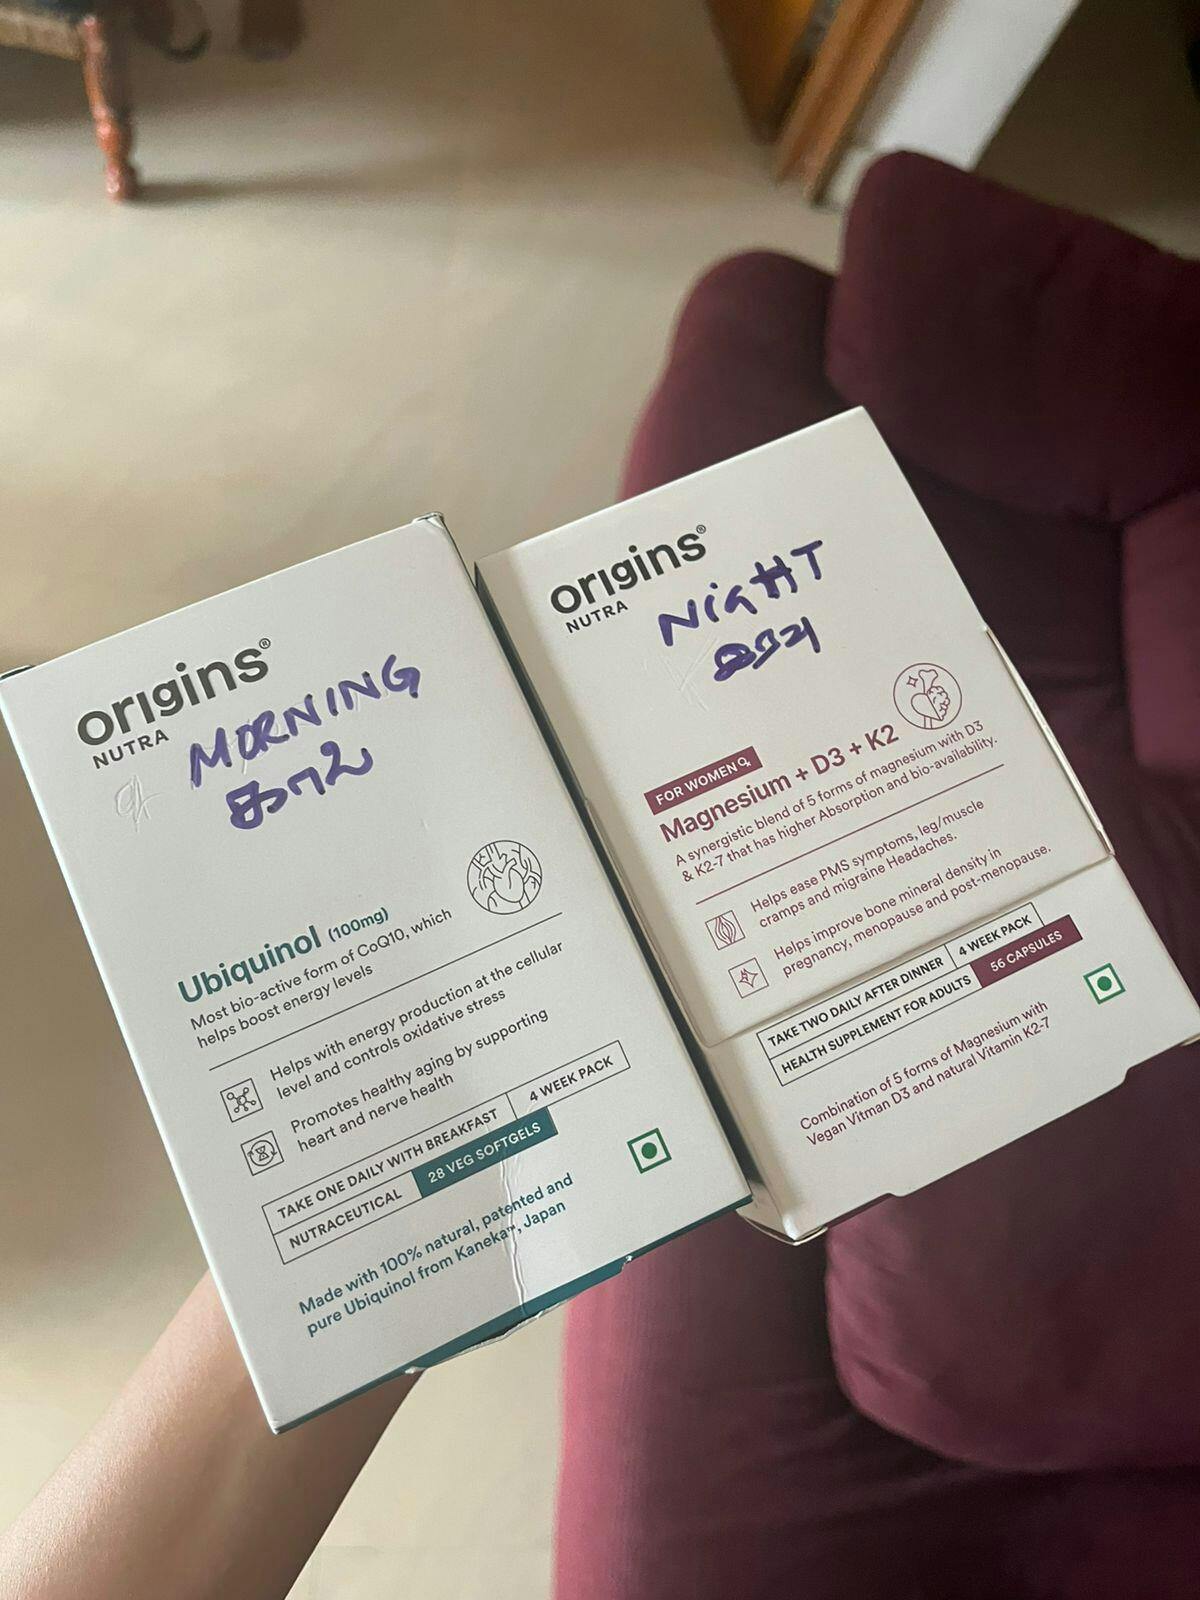 origins®
NUTRA
MORNING
காலை
Ubiquinol (100mg)
Most bio-active form of CoQ10, which
helps boost energy levels
Helps with energy production at the cellular
level and controls oxidative stress
Promotes healthy aging by supporting
heart and nerve health
TAKE ONE DAILY WITH BREAKFAST
4 WEEK PACK
NUTRACEUTICAL
28 VEG SOFTGELS
Made with 100% natural, patented and
pure Ubiquinol from Kaneka™, Japan
origins®
NUTRA
NiGHT
இரவு
FOR WOMEN
Magnesium + D3 + K2
A synergistic blend of 5 forms of magnesium with D3
& K2-7 that has higher Absorption and bio-availability.
Helps ease PMS symptoms, leg/muscle
cramps and migraine Headaches.
Helps improve bone mineral density in
pregnancy, menopause and post-menopause.
TAKE TWO DAILY AFTER DINNER
4 WEEK PACK
HEALTH SUPPLEMENT FOR ADULTS
56 CAPSULES
Combination of 5 forms of Magnesium with
Vegan Vitman D3 and natural Vitamin K2-7